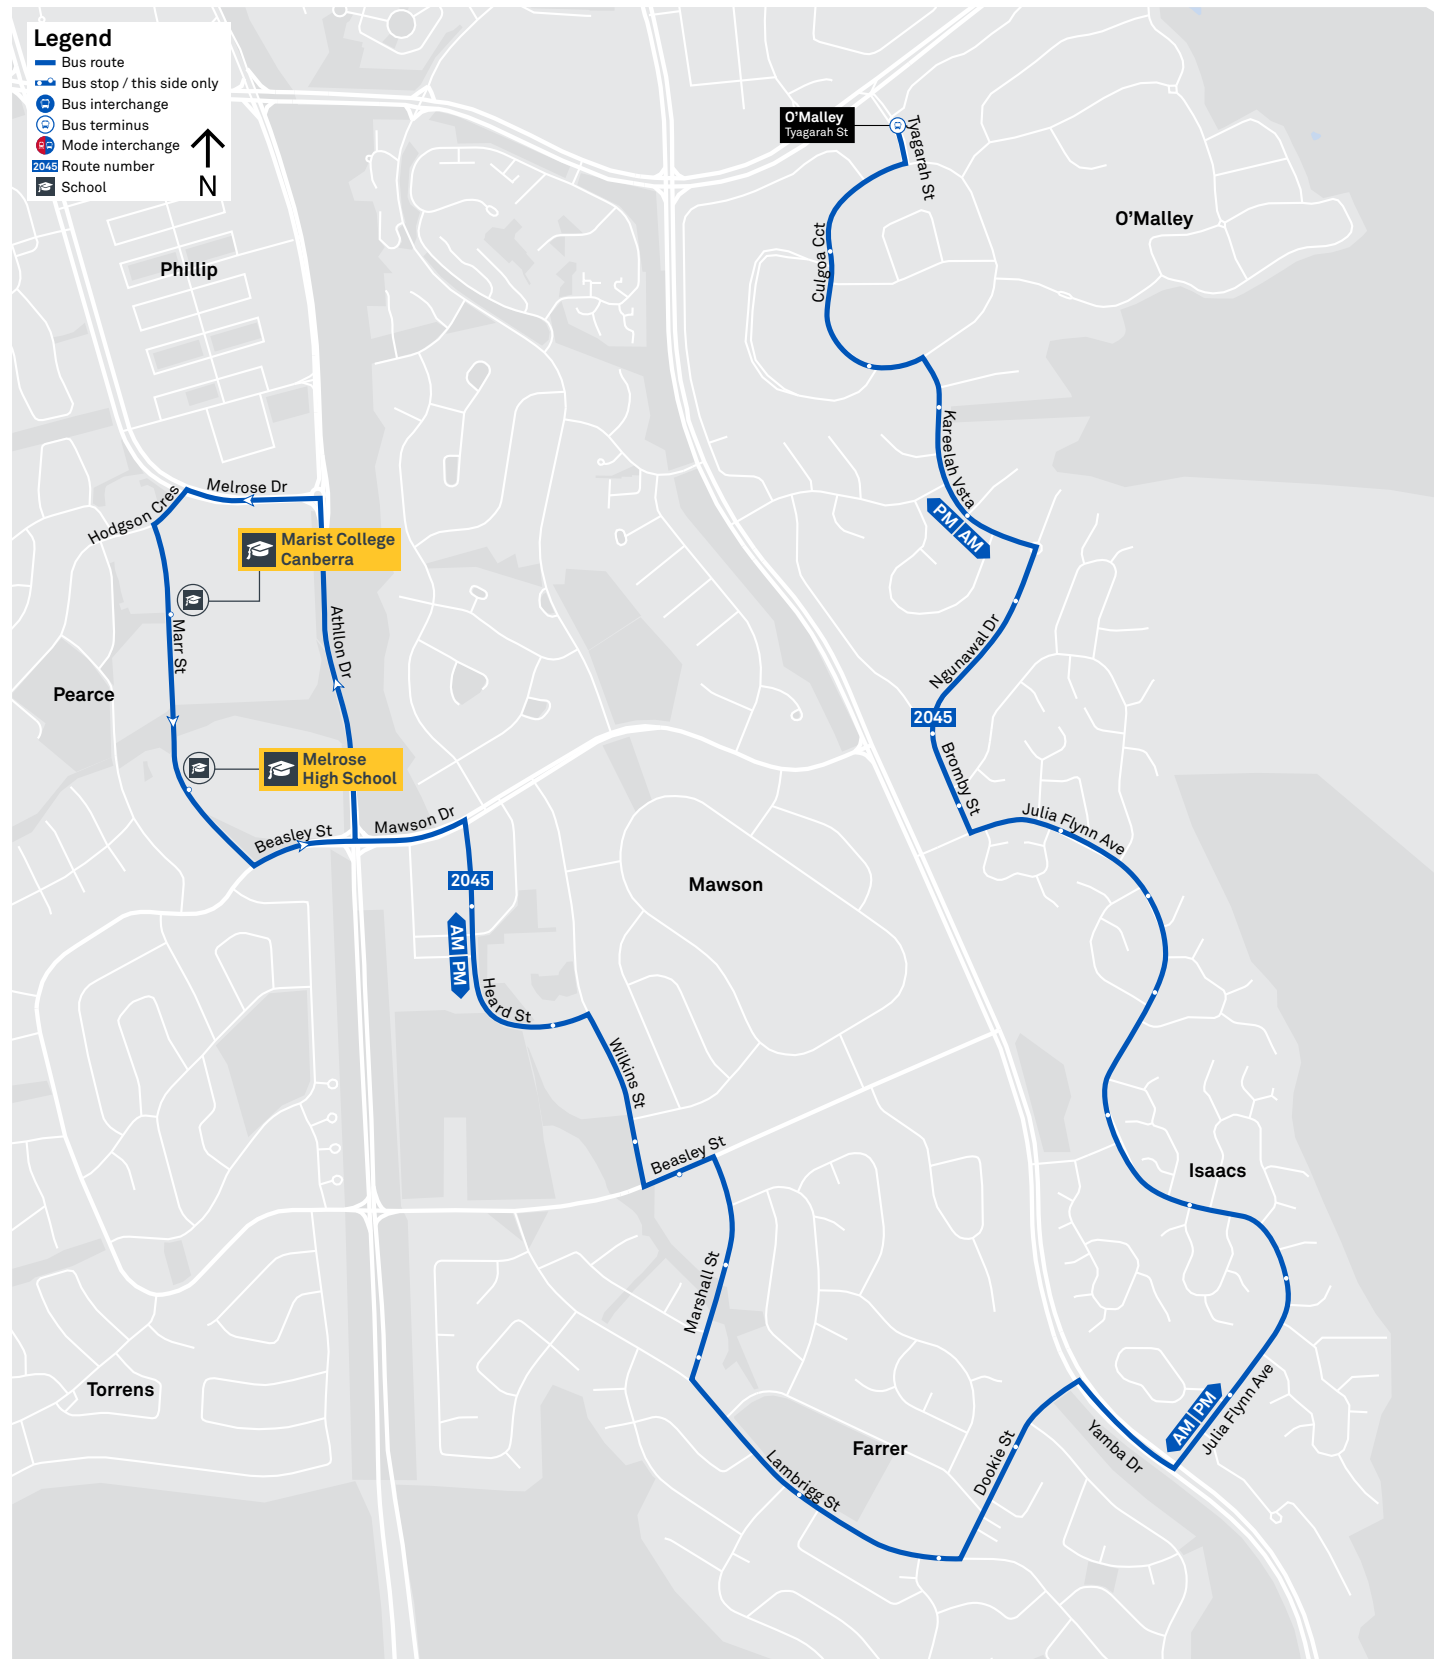 Legend
Bus route
Bus stop / this side only
Bus interchange
Bus terminus
Mode interchange
2045 Route number
School
N
O'Malley
Tyagarah St
Tyagarah St
O'Malley
Culgoa Cct
Phillip
Kareelah Vsta
Melrose Dr
Hodgson Cres
PM | AM
Marist College
Canberra
Marr St
Athllon Dr
Ngunawal Dr
Pearce
2045
Bromby St
Melrose
High School
Julia Flynn Ave
Mawson Dr
Beasley St
2045
Mawson
AM | PM
Heard St
Wilkins St
Beasley St
Isaacs
Marshall St
Torrens
Julia Flynn Ave
AM | PM
Yamba Dr
Farrer
Dookie St
Lambrigg St